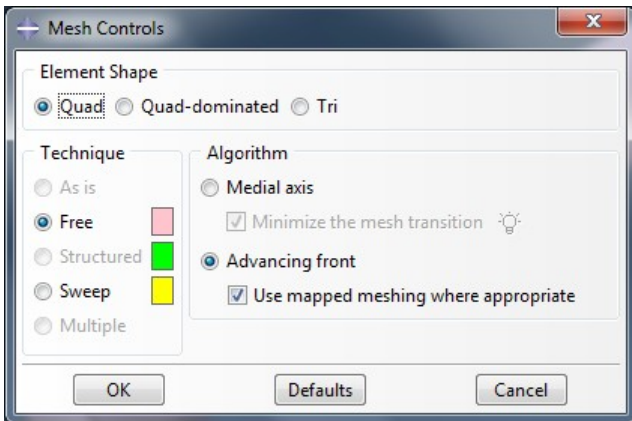 Mesh Controls
Element Shape
Quad Quad-dominated Tri
Technique
As is
Free
Structured
Sweep
Multiple
Algorithm
Medial axis
Minimize the mesh transition
Advancing front
Use mapped meshing where appropriate
OK Defaults Cancel